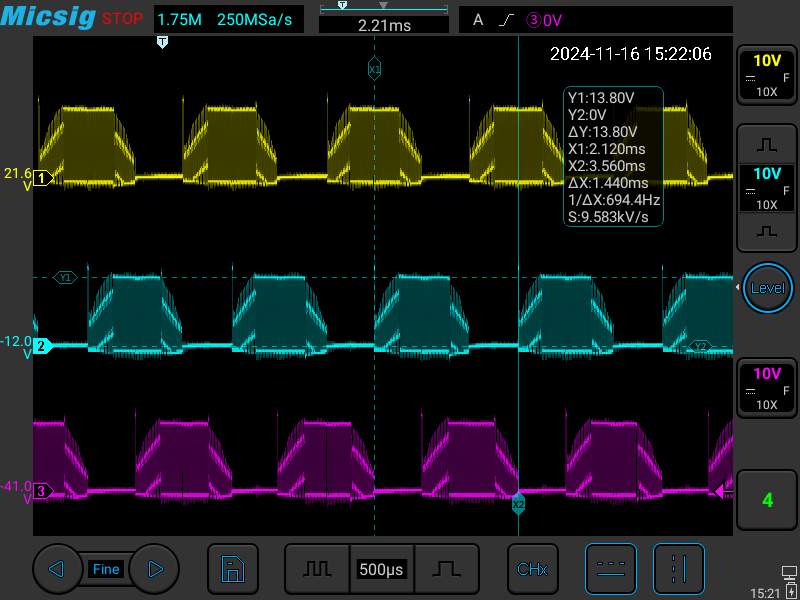 Micsig STOP 1.75M 250MSa/s T 2.21ms A ③0V
T
2024-11-16 15:22:06
X1
10V
F
10X
Y1:13.80V
Y2:0V
ΔY:13.80V
X1:2.120ms
X2:3.560ms
ΔX:1.440ms
1/ΔX:694.4Hz
S:9.583kV/s
21.6
V
1
10V
F
10X
Y1
Level
-12.0
V
2
Y2
10V
F
10X
-41.0
V
3
X2
4
Fine
500µs
CHx
15:21